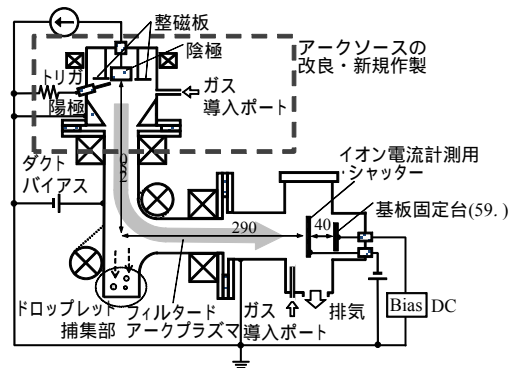 整磁板
陰極
アークソースの
改良・新規作製
トリガ
ガス
導入ポート
陽極
ダクト
バイアス
イオン電流計測用
シャッター
基板固定台(59.)
290
40
Bias DC
ドロップレット
捕集部
フィルタード
アークプラズマ
ガス
導入ポート
排気